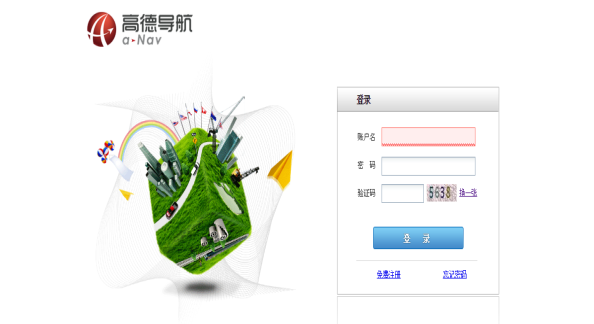 高德导航
a-Nav
登录
账户名
密 码
验证码 5638 换一张
登 录
免费注册 忘记密码